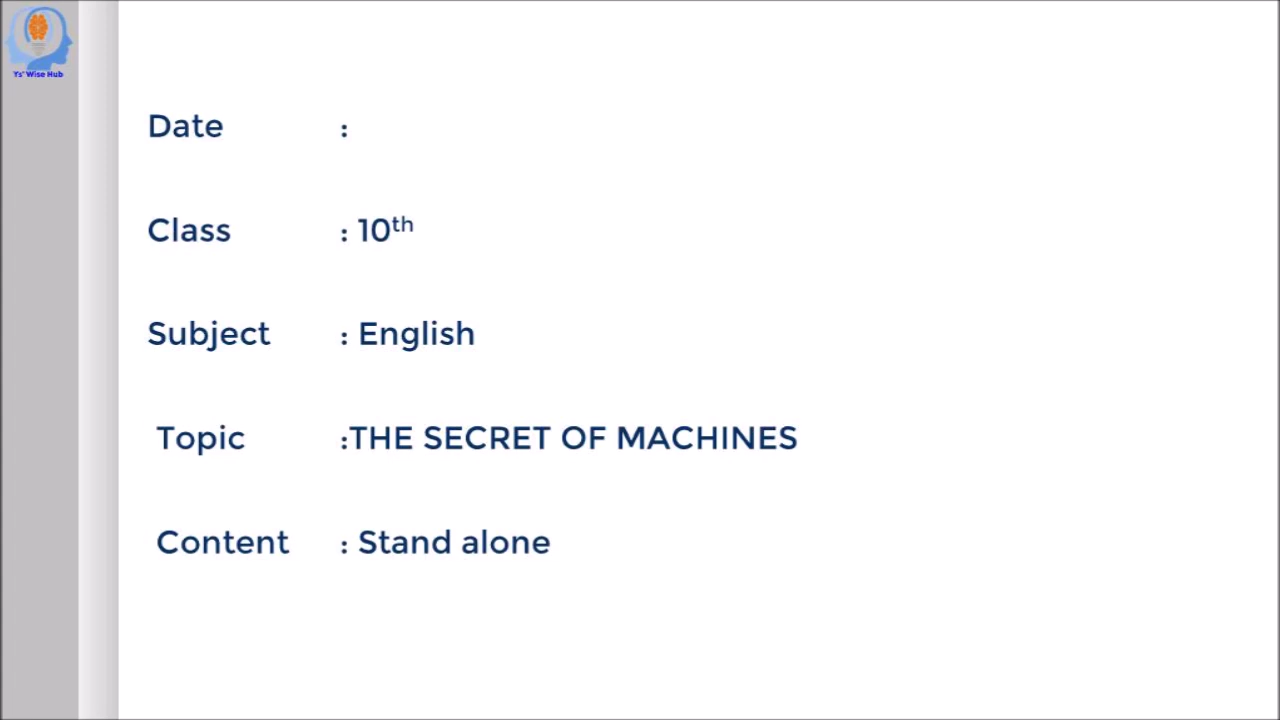 Ys' Wise Hub
Date :
Class : 10th
Subject : English
Topic :THE SECRET OF MACHINES
Content : Stand alone